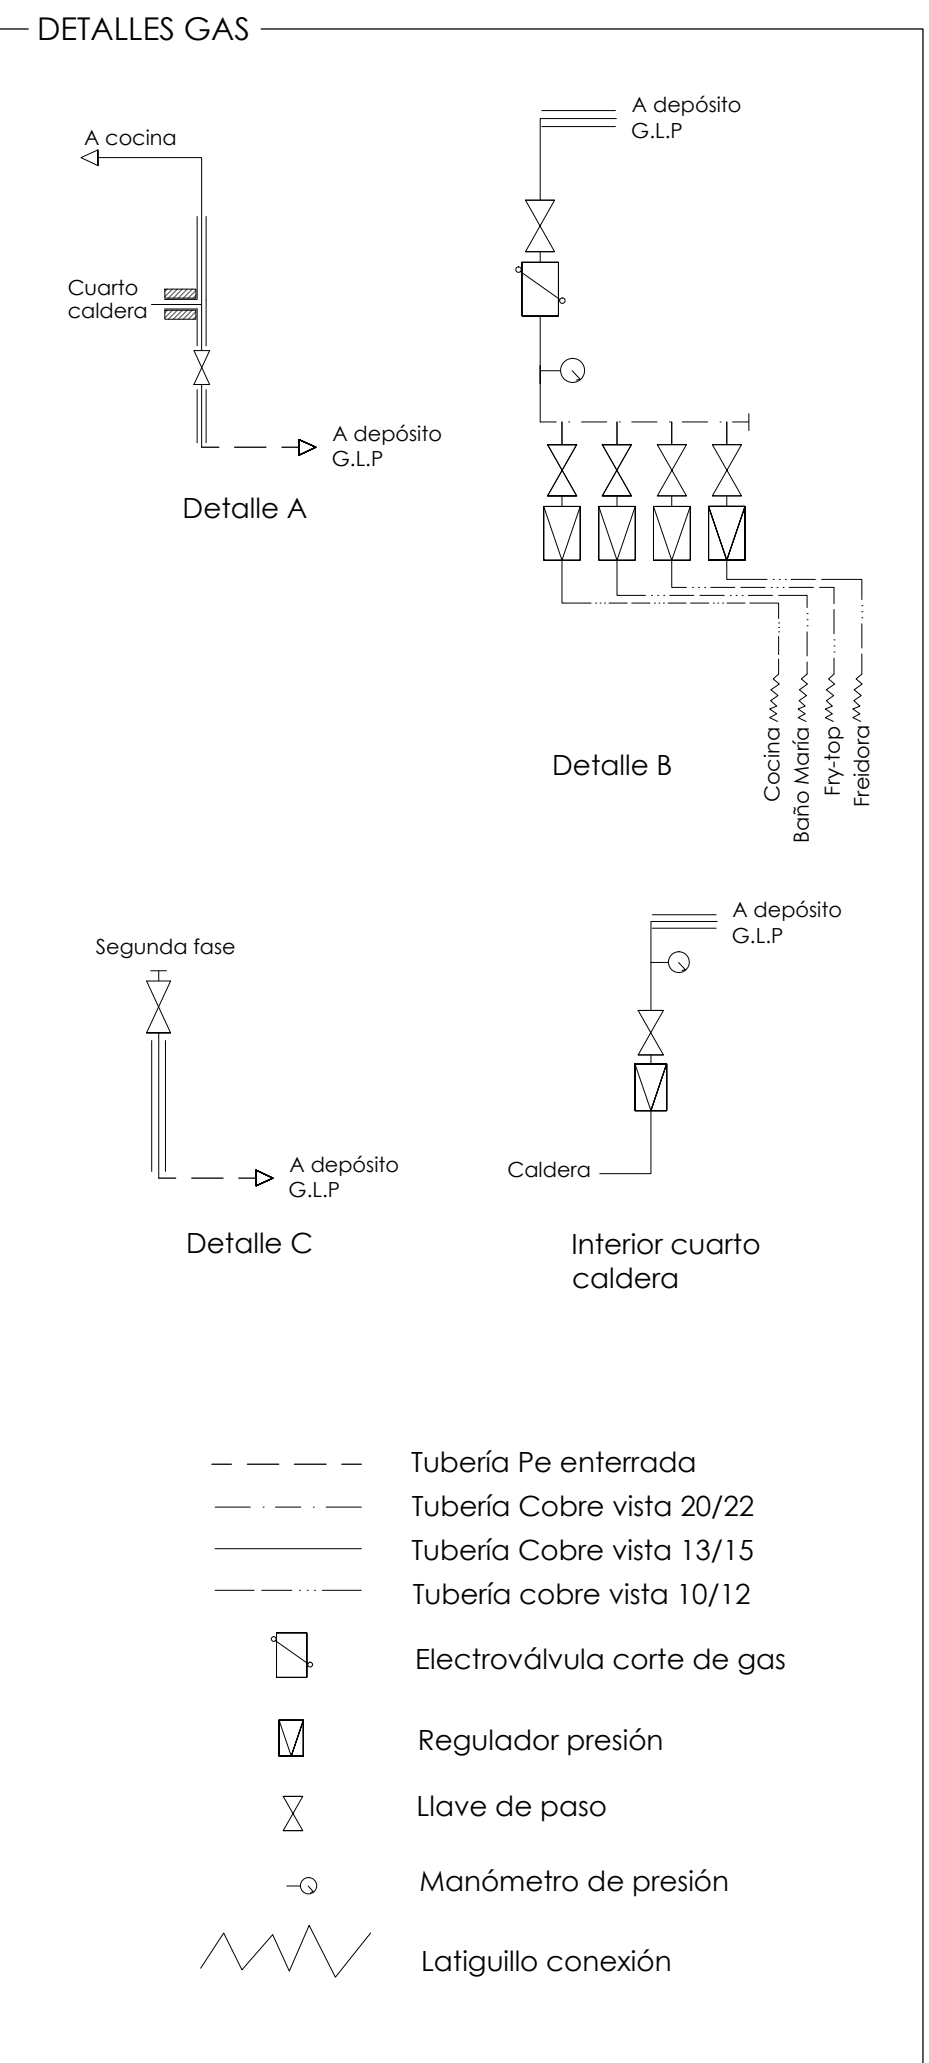 DETALLES GAS
A cocina
Cuarto
caldera
A depósito
G.L.P
Detalle A
A depósito
G.L.P
Cocina
Baño María
Fry-top
Freidora
Detalle B
Segunda fase
A depósito
G.L.P
Detalle C
A depósito
G.L.P
Caldera
Interior cuarto
caldera
Tubería Pe enterrada
Tubería Cobre vista 20/22
Tubería Cobre vista 13/15
Tubería cobre vista 10/12
Electroválvula corte de gas
Regulador presión
Llave de paso
Manómetro de presión
Latiguillo conexión